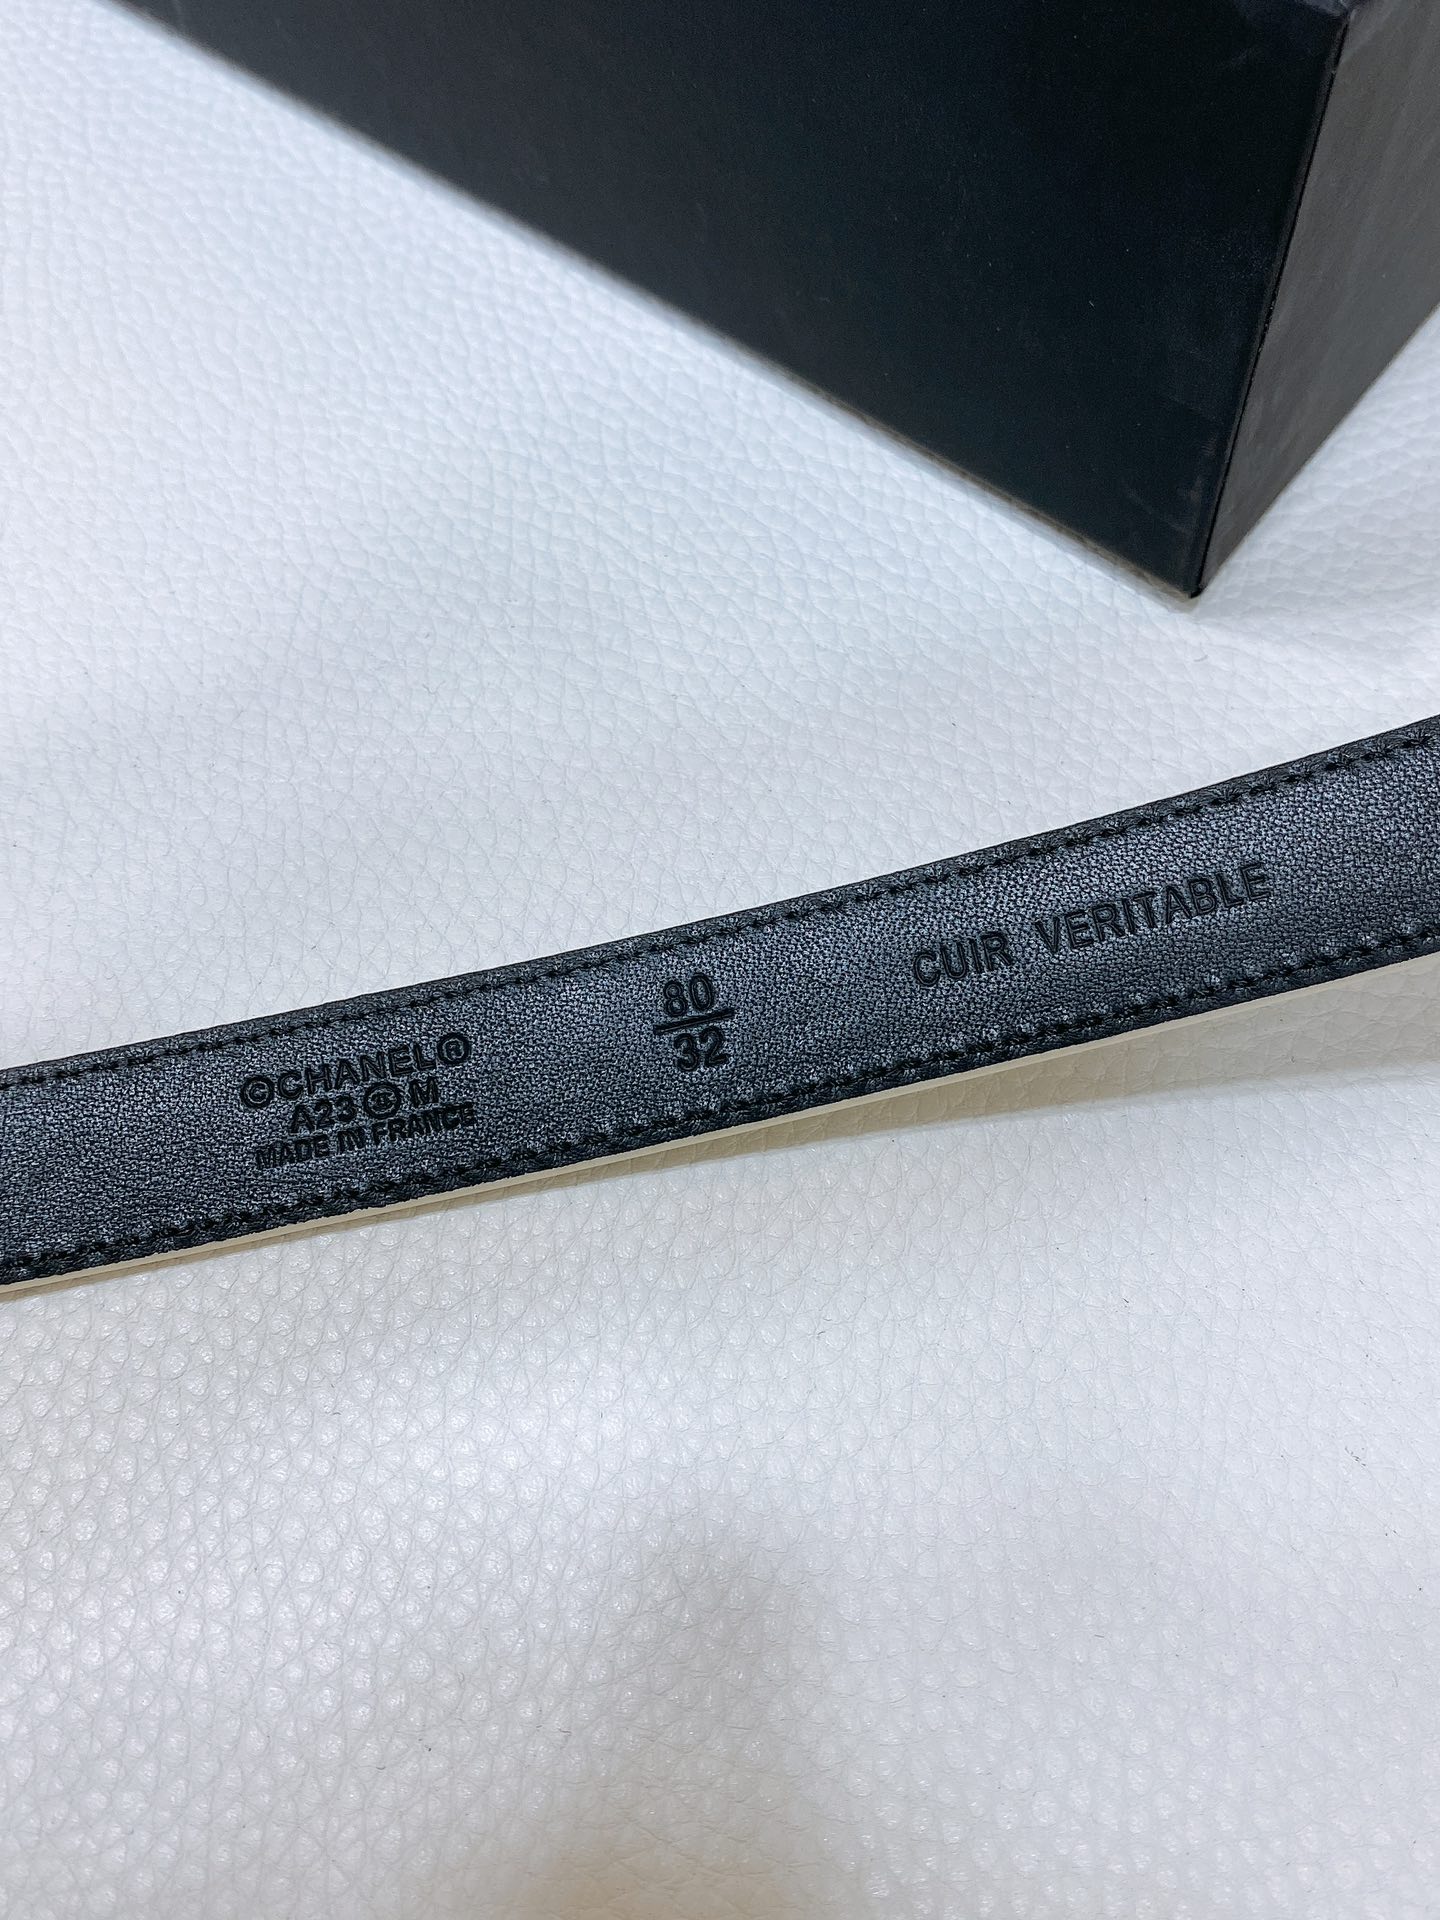 ©CHANEL®
A23 M
MADE IN FRANCE
80
32
CUIR VERITABLE